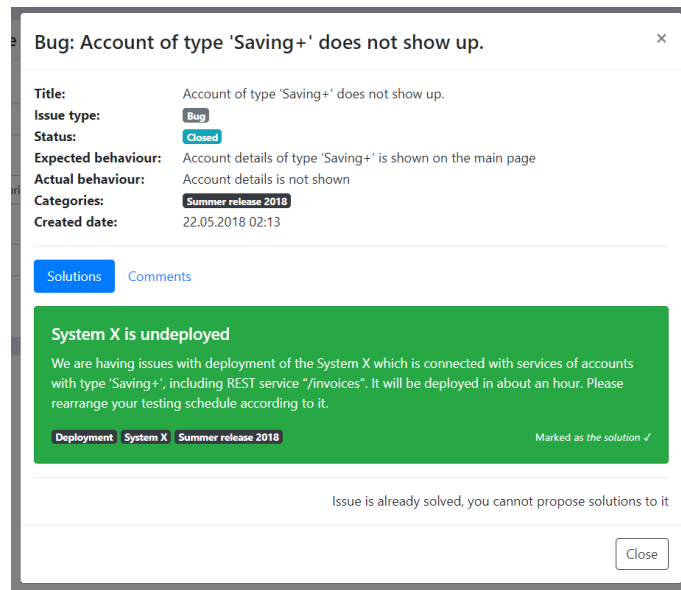 Bug: Account of type 'Saving+' does not show up.
×
Title: Account of type 'Saving+' does not show up.
Issue type: Bug
Status: Closed
Expected behaviour: Account details of type 'Saving+' is shown on the main page
Actual behaviour: Account details is not shown
Categories: Summer release 2018
Created date: 22.05.2018 02:13
Solutions Comments
System X is undeployed
We are having issues with deployment of the System X which is connected with services of accounts
with type 'Saving+', including REST service "/invoices". It will be deployed in about an hour. Please
rearrange your testing schedule according to it.
Deployment System X Summer release 2018 Marked as the solution ✓
Issue is already solved, you cannot propose solutions to it
Close